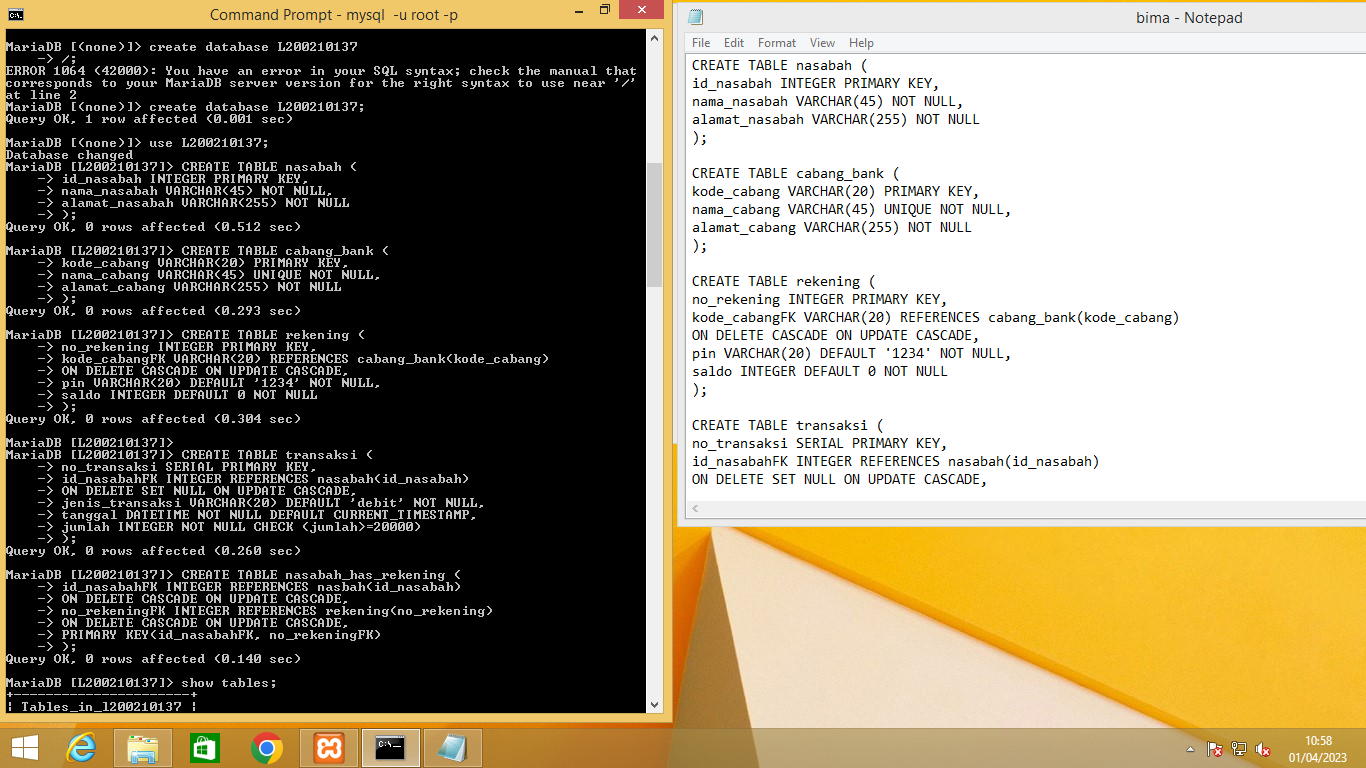 Command Prompt - mysql  -u root -p
MariaDB [(none)]> create database L200210137
    -> /;
ERROR 1064 (42000): You have an error in your SQL syntax; check the manual that
corresponds to your MariaDB server version for the right syntax to use near '/'
at line 2
MariaDB [(none)]> create database L200210137;
Query OK, 1 row affected (0.001 sec)
MariaDB [(none)]> use L200210137;
Database changed
MariaDB [L200210137]> CREATE TABLE nasabah (
    -> id_nasabah INTEGER PRIMARY KEY,
    -> nama_nasabah VARCHAR(45) NOT NULL,
    -> alamat_nasabah VARCHAR(255) NOT NULL
    -> );
Query OK, 0 rows affected (0.512 sec)
MariaDB [L200210137]> CREATE TABLE cabang_bank (
    -> kode_cabang VARCHAR(20) PRIMARY KEY,
    -> nama_cabang VARCHAR(45) UNIQUE NOT NULL,
    -> alamat_cabang VARCHAR(255) NOT NULL
    -> );
Query OK, 0 rows affected (0.293 sec)
MariaDB [L200210137]> CREATE TABLE rekening (
    -> no_rekening INTEGER PRIMARY KEY,
    -> kode_cabangFK VARCHAR(20) REFERENCES cabang_bank(kode_cabang)
    -> ON DELETE CASCADE ON UPDATE CASCADE,
    -> pin VARCHAR(20) DEFAULT '1234' NOT NULL,
    -> saldo INTEGER DEFAULT 0 NOT NULL
    -> );
Query OK, 0 rows affected (0.304 sec)
MariaDB [L200210137]>
MariaDB [L200210137]> CREATE TABLE transaksi (
    -> no_transaksi SERIAL PRIMARY KEY,
    -> id_nasabahFK INTEGER REFERENCES nasabah(id_nasabah)
    -> ON DELETE SET NULL ON UPDATE CASCADE,
    -> jenis_transaksi VARCHAR(20) DEFAULT 'debit' NOT NULL,
    -> tanggal DATETIME NOT NULL DEFAULT CURRENT_TIMESTAMP,
    -> jumlah INTEGER NOT NULL CHECK (jumlah>=20000)
    -> );
Query OK, 0 rows affected (0.260 sec)
MariaDB [L200210137]> CREATE TABLE nasabah_has_rekening (
    -> id_nasabahFK INTEGER REFERENCES nasbah(id_nasabah)
    -> ON DELETE CASCADE ON UPDATE CASCADE,
    -> no_rekeningFK INTEGER REFERENCES rekening(no_rekening)
    -> ON DELETE CASCADE ON UPDATE CASCADE,
    -> PRIMARY KEY(id_nasabahFK, no_rekeningFK)
    -> );
Query OK, 0 rows affected (0.140 sec)
MariaDB [L200210137]> show tables;
+----------------------+
| Tables_in_l200210137 |
bima - Notepad
File Edit Format View Help
CREATE TABLE nasabah (
id_nasabah INTEGER PRIMARY KEY,
nama_nasabah VARCHAR(45) NOT NULL,
alamat_nasabah VARCHAR(255) NOT NULL
);
CREATE TABLE cabang_bank (
kode_cabang VARCHAR(20) PRIMARY KEY,
nama_cabang VARCHAR(45) UNIQUE NOT NULL,
alamat_cabang VARCHAR(255) NOT NULL
);
CREATE TABLE rekening (
no_rekening INTEGER PRIMARY KEY,
kode_cabangFK VARCHAR(20) REFERENCES cabang_bank(kode_cabang)
ON DELETE CASCADE ON UPDATE CASCADE,
pin VARCHAR(20) DEFAULT '1234' NOT NULL,
saldo INTEGER DEFAULT 0 NOT NULL
);
CREATE TABLE transaksi (
no_transaksi SERIAL PRIMARY KEY,
id_nasabahFK INTEGER REFERENCES nasabah(id_nasabah)
ON DELETE SET NULL ON UPDATE CASCADE,
10:58
01/04/2023